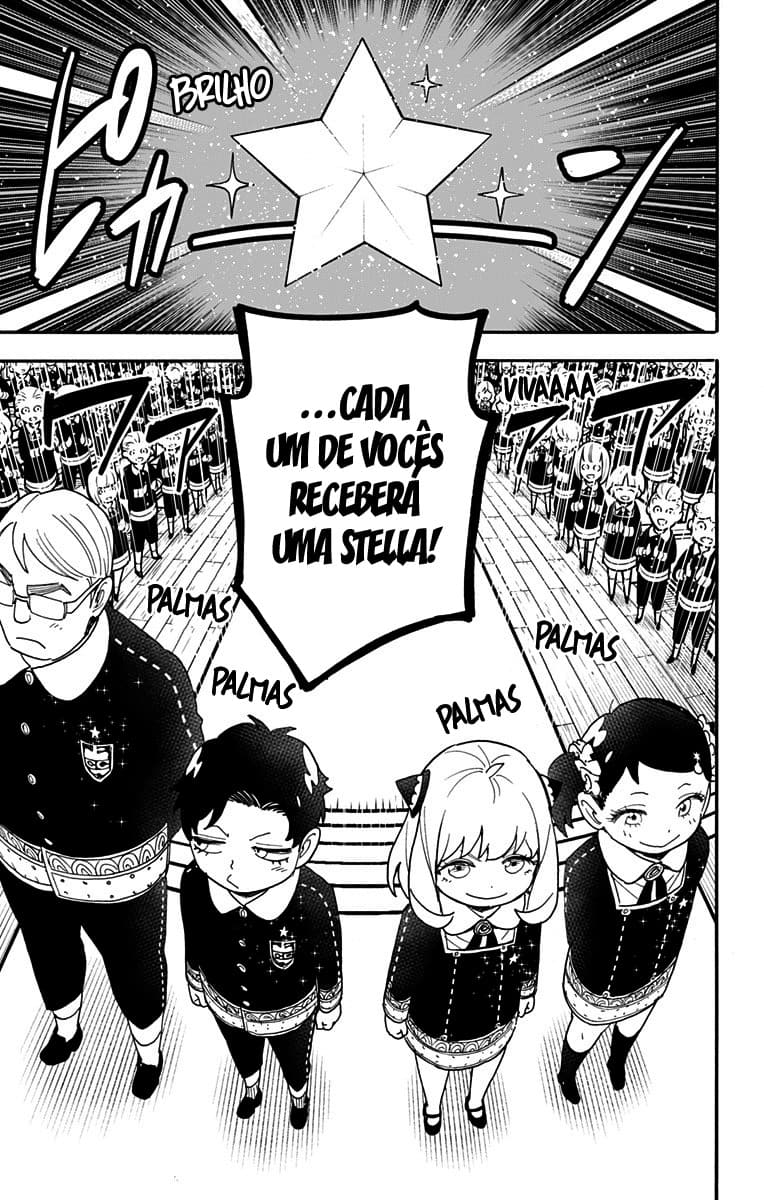 ピカ
BRILHO
ン
...CADA
UM DE VOCÊS
RECEBERÁ
UMA STELLA!
VIVAAAA
ワァ
ワァ
PALMAS
PALMAS
PALMAS
PALMAS